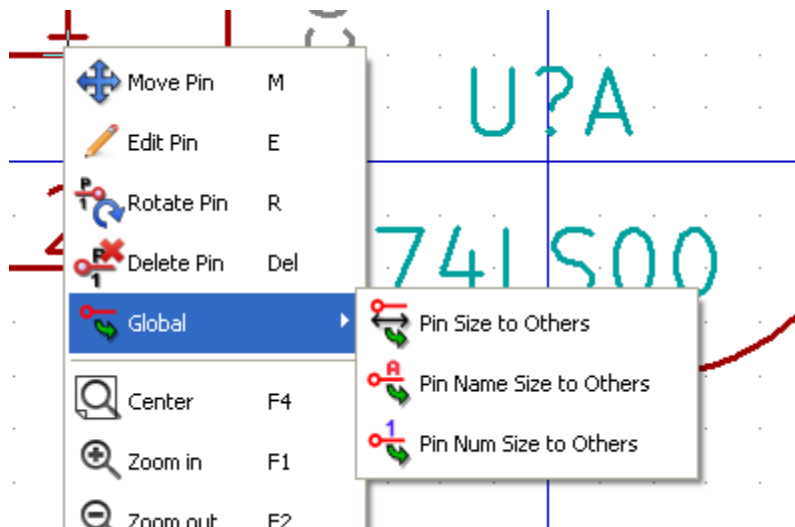 U?A
74LS00
Move Pin M
Edit Pin E
Rotate Pin R
Delete Pin Del
Global
Pin Size to Others
Pin Name Size to Others
Pin Num Size to Others
Center F4
Zoom in F1
Zoom out F2